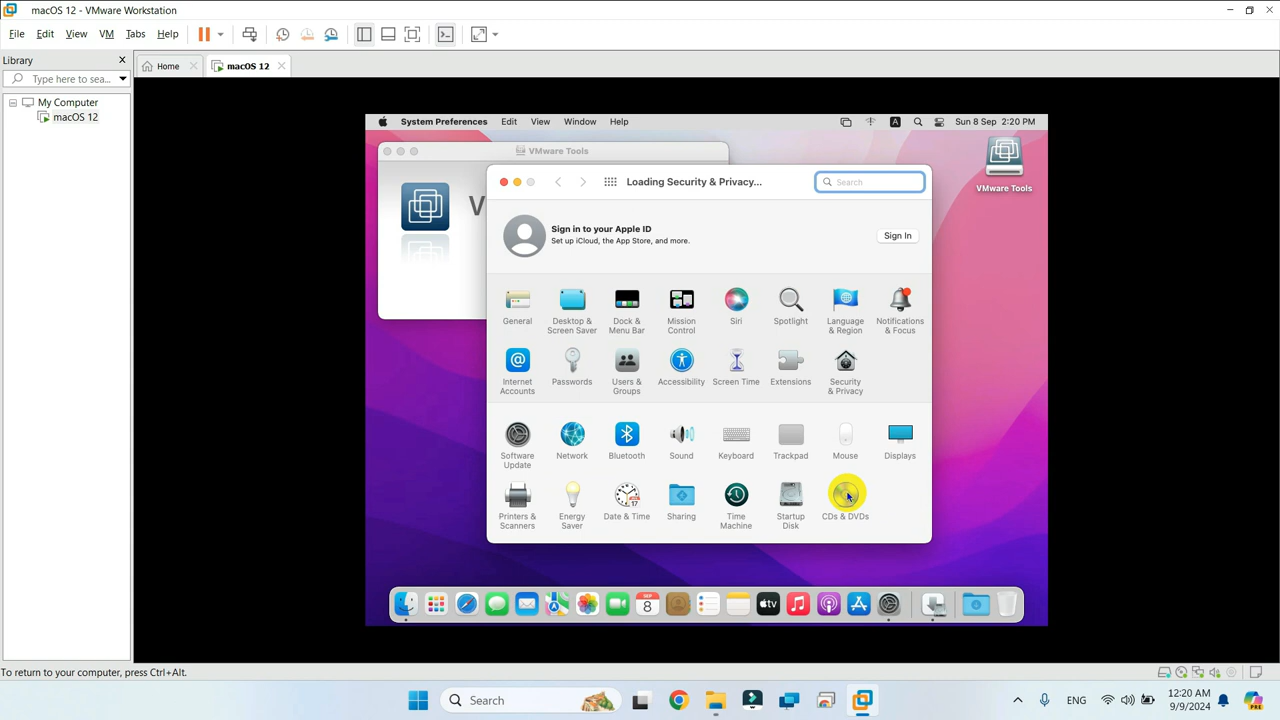 macOS 12 - VMware Workstation
File Edit View VM Tabs Help
Library
Type here to sea...
My Computer
macOS 12
Home
macOS 12
System Preferences Edit View Window Help
A
Sun 8 Sep 2:20 PM
VMware Tools
V
VMware Tools
Loading Security & Privacy...
Search
Sign in to your Apple ID
Set up iCloud, the App Store, and more.
Sign In
General
Desktop &
Screen Saver
Dock &
Menu Bar
Mission
Control
Siri
Spotlight
Language
& Region
Notifications
& Focus
Internet
Accounts
Passwords
Users &
Groups
Accessibility
Screen Time
Extensions
Security
& Privacy
Software
Update
Network
Bluetooth
Sound
Keyboard
Trackpad
Mouse
Displays
Printers &
Scanners
Energy
Saver
Date & Time
Sharing
Time
Machine
Startup
Disk
CDs & DVDs
SEP
8
tv
To return to your computer, press Ctrl+Alt.
Search
ENG
12:20 AM
9/9/2024
PRE